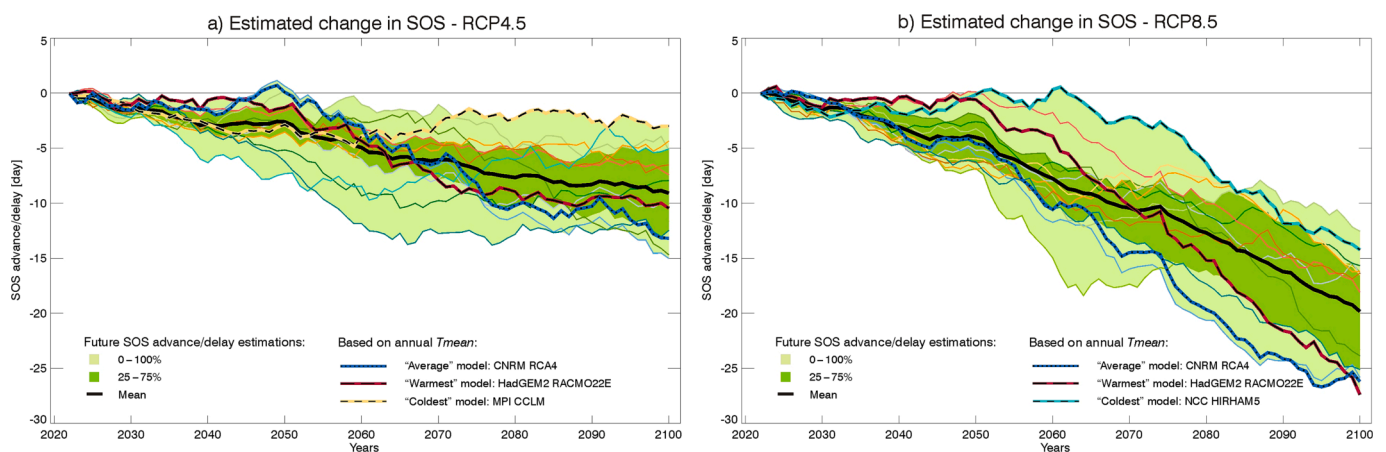 a) Estimated change in SOS - RCP4.5
SOS advance/delay [day]
5
0
-5
-10
-15
-20
-25
-30
Future SOS advance/delay estimations:
0 – 100%
25 – 75%
Mean
Based on annual Tmean:
“Average” model: CNRM RCA4
“Warmest” model: HadGEM2 RACMO22E
“Coldest” model: MPI CCLM
2020 2030 2040 2050 2060 2070 2080 2090 2100
Years
b) Estimated change in SOS - RCP8.5
SOS advance/delay [day]
5
0
-5
-10
-15
-20
-25
-30
Future SOS advance/delay estimations:
0 – 100%
25 – 75%
Mean
Based on annual Tmean:
“Average” model: CNRM RCA4
“Warmest” model: HadGEM2 RACMO22E
“Coldest” model: NCC HIRHAM5
2020 2030 2040 2050 2060 2070 2080 2090 2100
Years